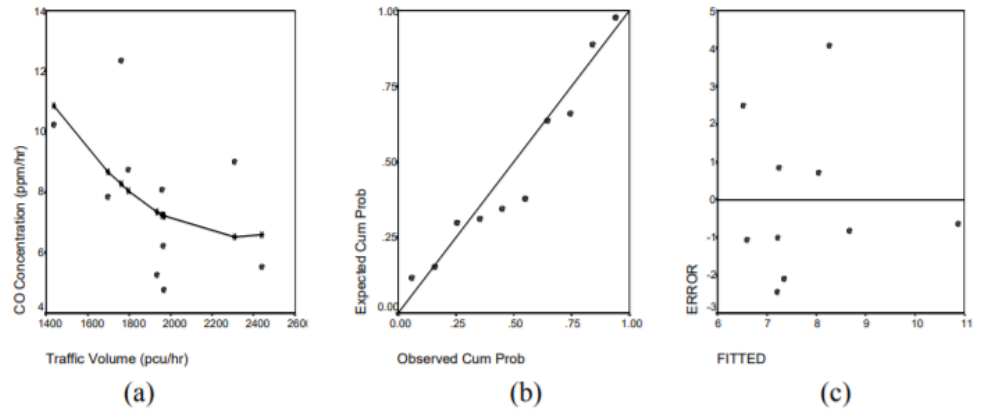 14
12
10
8
6
4
CO Concentration (ppm/hr)
1400 1600 1800 2000 2200 2400 260
Traffic Volume (pcu/hr)
(a)
1.00
.75
.50
.25
0.00
Expected Cum Prob
0.00 .25 .50 .75 1.00
Observed Cum Prob
(b)
5
4
3
2
1
0
-1
-2
-3
ERROR
6 7 8 9 10 11
FITTED
(c)